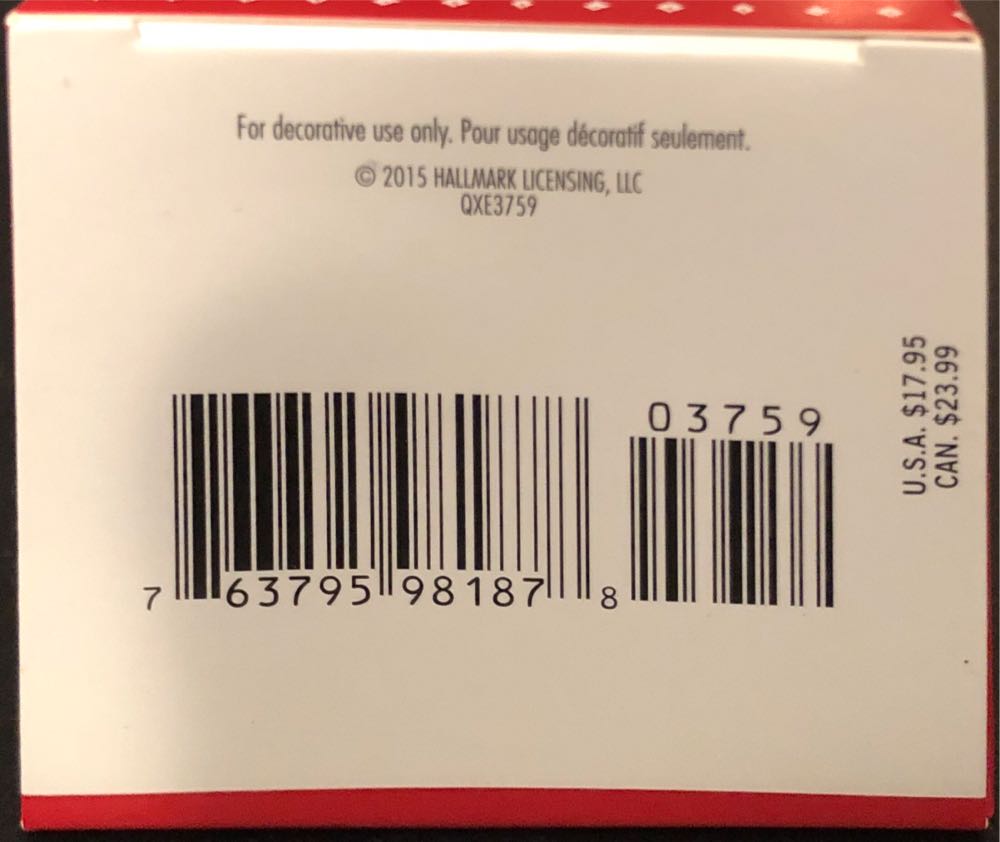 For decorative use only. Pour usage décoratif seulement.
© 2015 HALLMARK LICENSING, LLC
QXE3759
U.S.A. $17.95
CAN. $23.99
03759
7 63795 98187 8